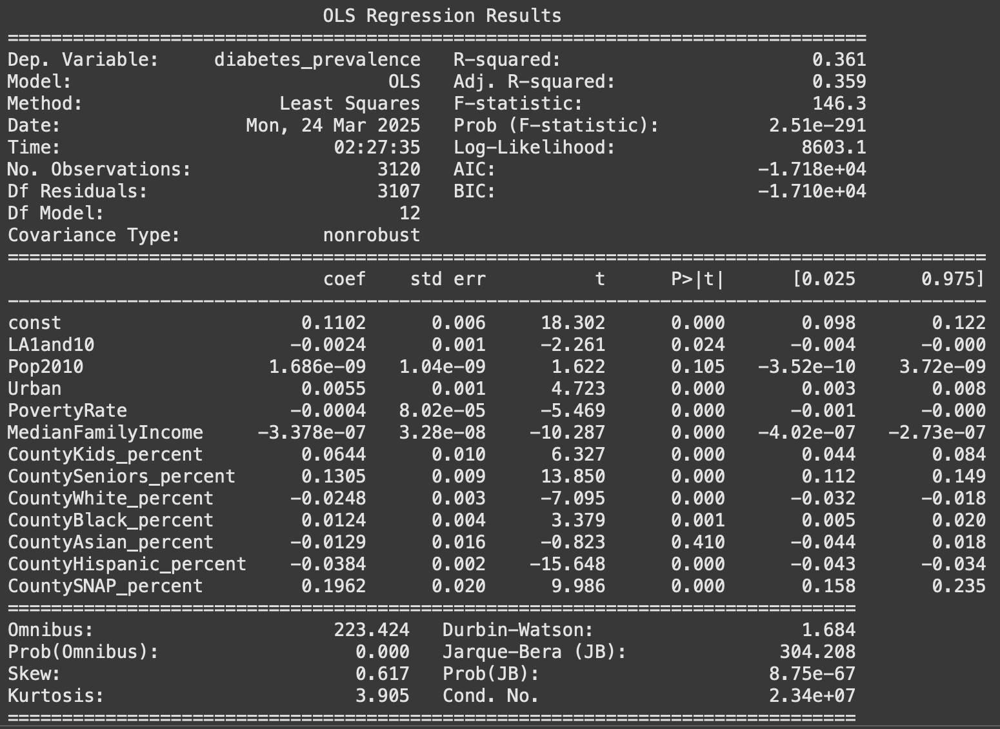 OLS Regression Results
==============================================================================
Dep. Variable: diabetes_prevalence R-squared: 0.361
Model: OLS Adj. R-squared: 0.359
Method: Least Squares F-statistic: 146.3
Date: Mon, 24 Mar 2025 Prob (F-statistic): 2.51e-291
Time: 02:27:35 Log-Likelihood: 8603.1
No. Observations: 3120 AIC: -1.718e+04
Df Residuals: 3107 BIC: -1.710e+04
Df Model: 12
Covariance Type: nonrobust
==========================================================================================
coef std err t P>|t| [0.025 0.975]
------------------------------------------------------------------------------------------
const 0.1102 0.006 18.302 0.000 0.098 0.122
LA1and10 -0.0024 0.001 -2.261 0.024 -0.004 -0.000
Pop2010 1.686e-09 1.04e-09 1.622 0.105 -3.52e-10 3.72e-09
Urban 0.0055 0.001 4.723 0.000 0.003 0.008
PovertyRate -0.0004 8.02e-05 -5.469 0.000 -0.001 -0.000
MedianFamilyIncome -3.378e-07 3.28e-08 -10.287 0.000 -4.02e-07 -2.73e-07
CountyKids_percent 0.0644 0.010 6.327 0.000 0.044 0.084
CountySeniors_percent 0.1305 0.009 13.850 0.000 0.112 0.149
CountyWhite_percent -0.0248 0.003 -7.095 0.000 -0.032 -0.018
CountyBlack_percent 0.0124 0.004 3.379 0.001 0.005 0.020
CountyAsian_percent -0.0129 0.016 -0.823 0.410 -0.044 0.018
CountyHispanic_percent -0.0384 0.002 -15.648 0.000 -0.043 -0.034
CountySNAP_percent 0.1962 0.020 9.986 0.000 0.158 0.235
==============================================================================
Omnibus: 223.424 Durbin-Watson: 1.684
Prob(Omnibus): 0.000 Jarque-Bera (JB): 304.208
Skew: 0.617 Prob(JB): 8.75e-67
Kurtosis: 3.905 Cond. No. 2.34e+07
==============================================================================